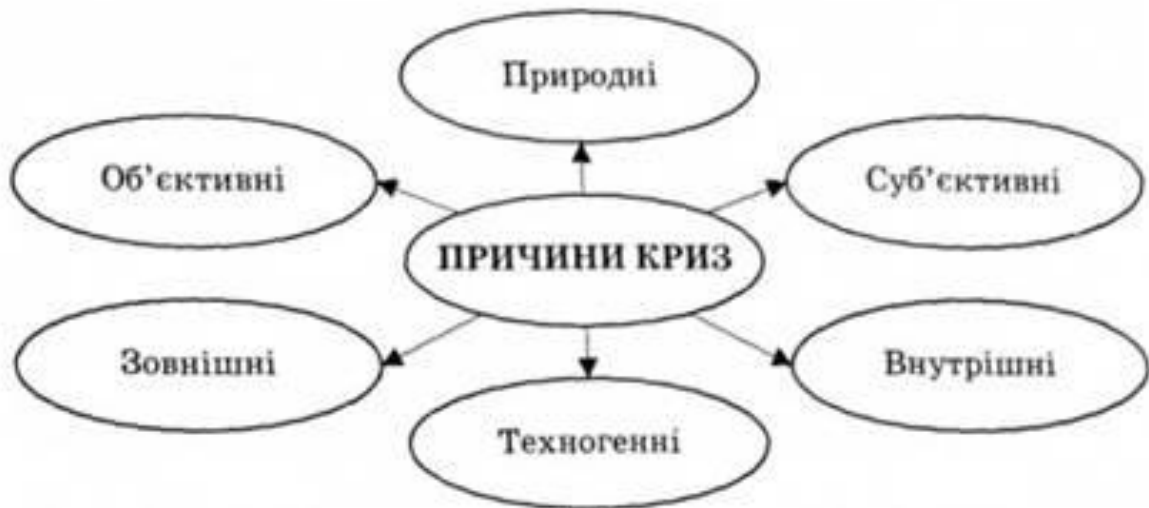 Природні
Об’єктивні
Суб’єктивні
ПРИЧИНИ КРИЗ
Зовнішні
Внутрішні
Техногенні